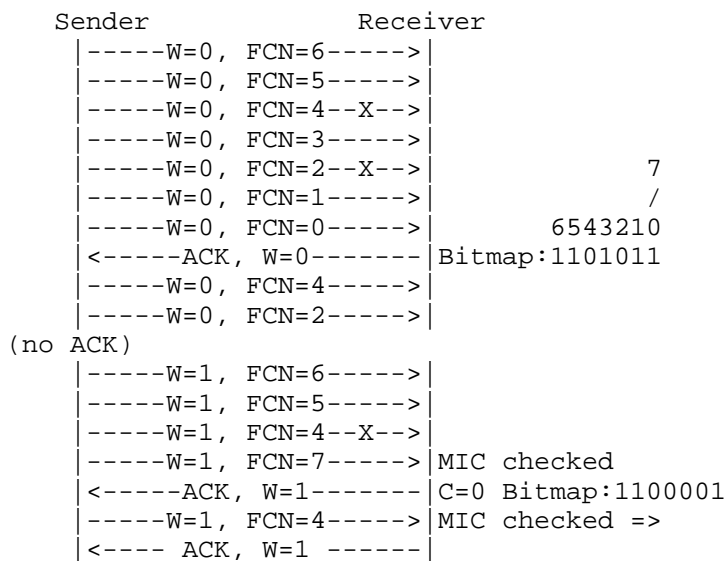 Sender               Receiver
     |-----W=0, FCN=6----->|
     |-----W=0, FCN=5----->|
     |-----W=0, FCN=4--X-->|
     |-----W=0, FCN=3----->|
     |-----W=0, FCN=2--X-->|             7
     |-----W=0, FCN=1----->|             /
     |-----W=0, FCN=0----->|       6543210
     |<-----ACK, W=0-------|Bitmap:1101011
     |-----W=0, FCN=4----->|
     |-----W=0, FCN=2----->|
(no ACK)
     |-----W=1, FCN=6----->|
     |-----W=1, FCN=5----->|
     |-----W=1, FCN=4--X-->|
     |-----W=1, FCN=7----->|MIC checked
     |<-----ACK, W=1-------|C=0 Bitmap:1100001
     |-----W=1, FCN=4----->|MIC checked =>
     |<---- ACK, W=1 ------|